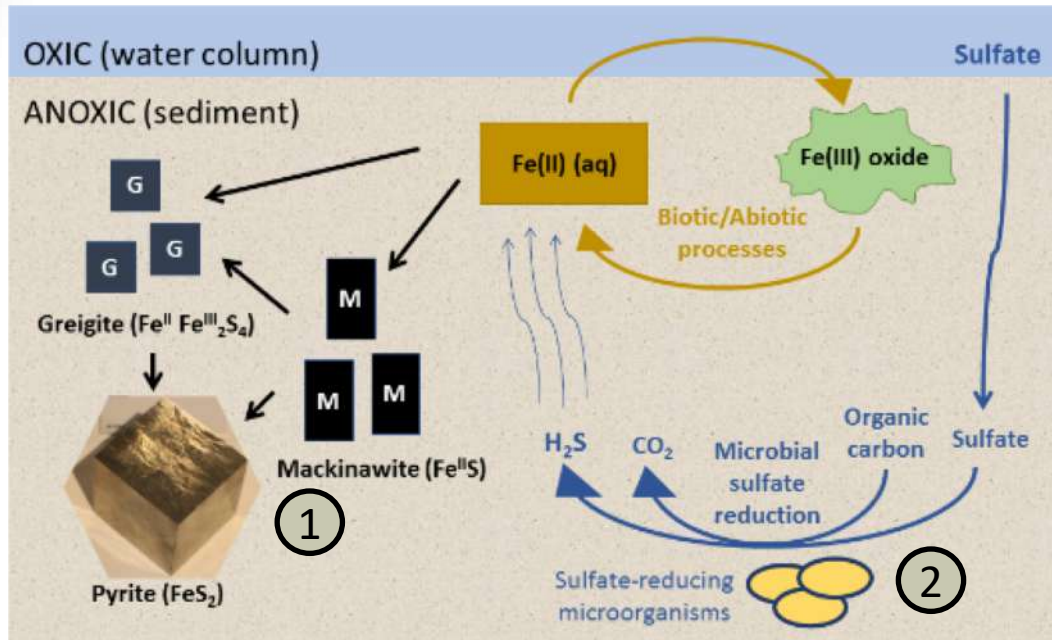 OXIC (water column)
Sulfate
ANOXIC (sediment)
Fe(II) (aq)
Fe(III) oxide
Biotic/Abiotic
processes
G
G
G
Greigite (Feᴵᴵ Feᴵᴵᴵ₂S₄)
M
M
M
Mackinawite (FeᴵᴵS)
Pyrite (FeS₂)
1
H₂S
CO₂
Microbial
sulfate
reduction
Organic
carbon
Sulfate
Sulfate-reducing
microorganisms
2